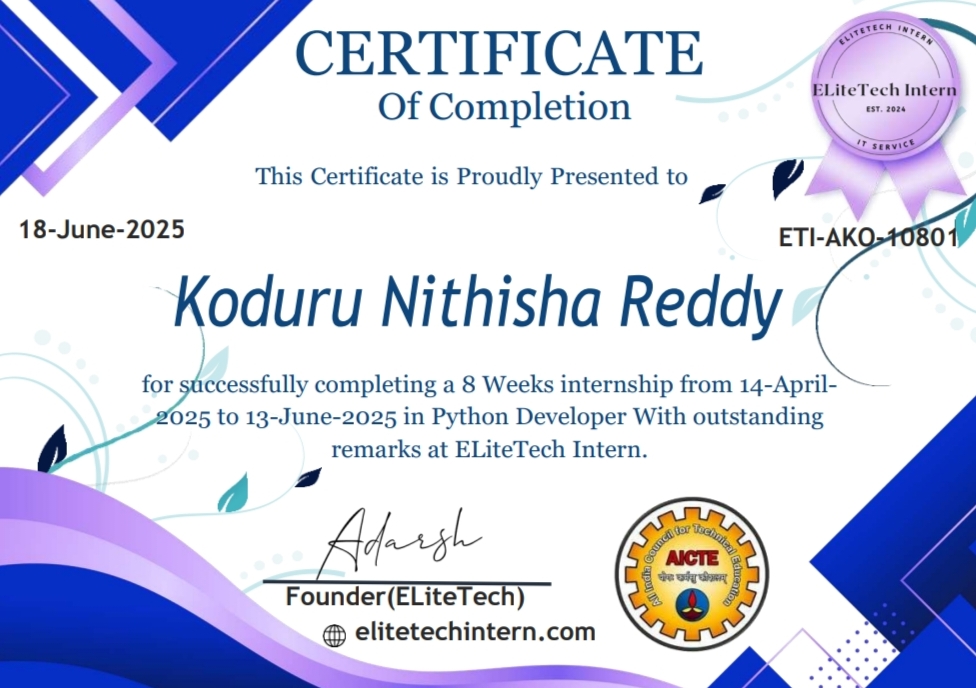 CERTIFICATE
Of Completion
ELITETECH INTERN
ELiteTech Intern
EST. 2024
IT SERVICE
This Certificate is Proudly Presented to
18-June-2025
ETI-AKO-10801
Koduru Nithisha Reddy
for successfully completing a 8 Weeks internship from 14-April-
2025 to 13-June-2025 in Python Developer With outstanding
remarks at ELiteTech Intern.
Adarsh
Founder(ELiteTech)
elitetechintern.com
All India Council for Technical Education
AICTE
योगः कर्मसु कौशलम्